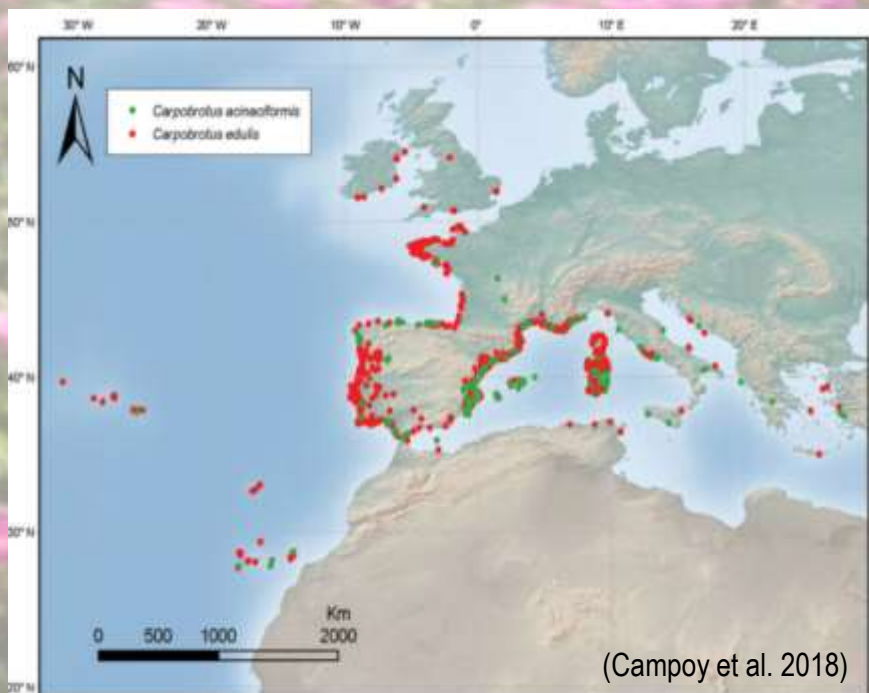 30° W 20° W 10° W 0° 10° E 20° E
60° N
N
Carpobrotus acinaciformis
Carpobrotus edulis
50° N
40° N
30° N
Km
0 500 1000 2000
(Campoy et al. 2018)
20° N